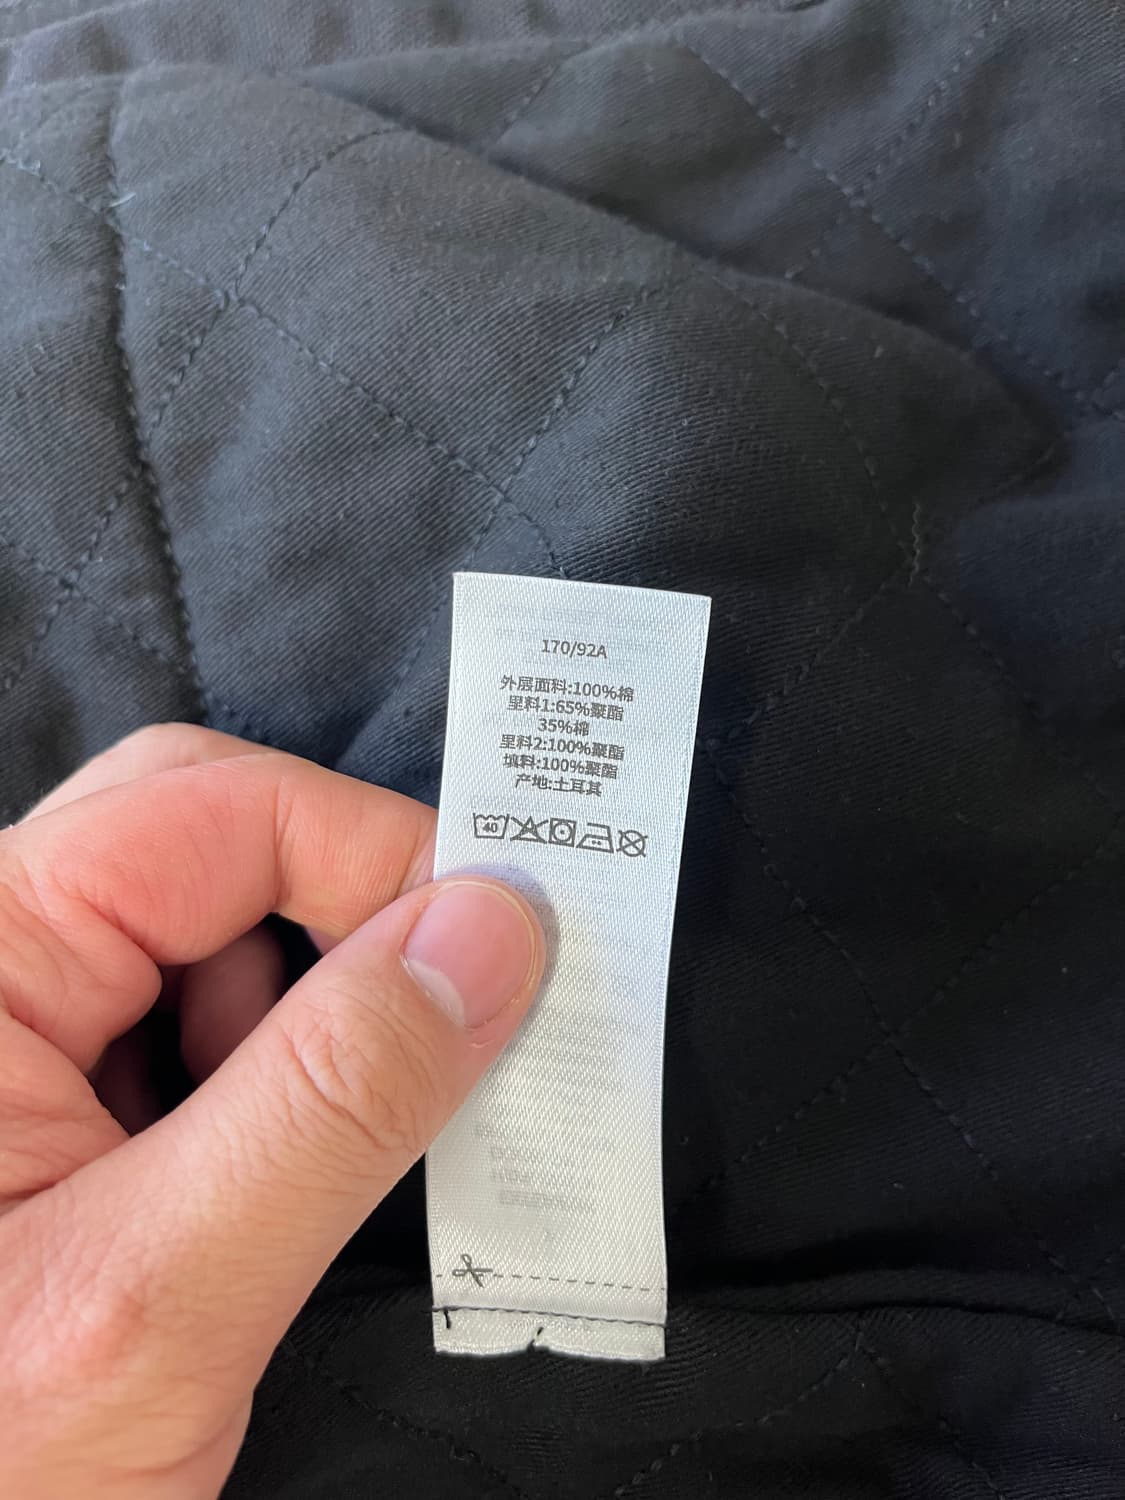 170/92A
外层面料:100%棉
里料1:65%聚酯
35%棉
里料2:100%聚酯
填料:100%聚酯
产地:土耳其
40